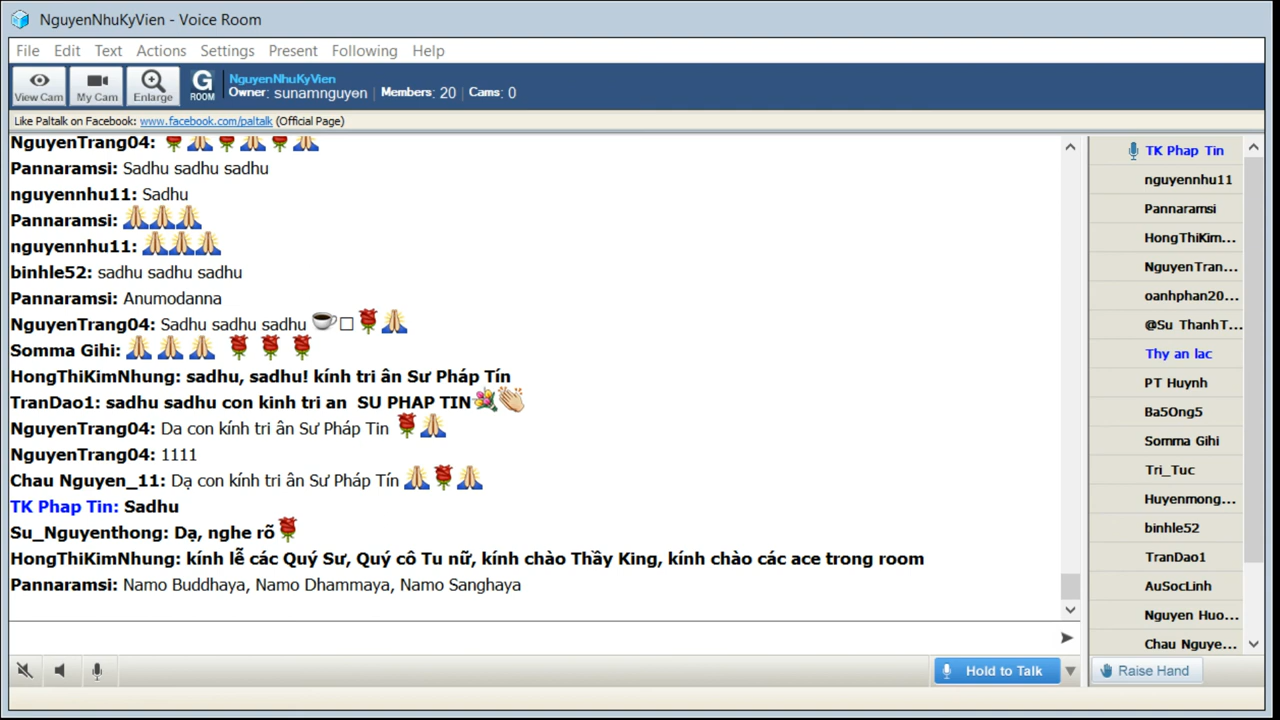 NguyenNhuKyVien - Voice Room
File Edit Text Actions Settings Present Following Help
View Cam My Cam Enlarge G ROOM
NguyenNhuKyVien
Owner: sunamnguyen | Members: 20 | Cams: 0
Like Paltalk on Facebook: www.facebook.com/paltalk (Official Page)
NguyenTrang04: 🌹🙏🌹🙏🌹🙏
Pannaramsi: Sadhu sadhu sadhu
nguyennhu11: Sadhu
Pannaramsi: 🙏🙏🙏
nguyennhu11: 🙏🙏🙏
binhle52: sadhu sadhu sadhu
Pannaramsi: Anumodanna
NguyenTrang04: Sadhu sadhu sadhu ☕□🌹🙏
Somma Gihi: 🙏🙏🙏 🌹🌹🌹
HongThiKimNhung: sadhu, sadhu! kính tri ân Sư Pháp Tín
TranDao1: sadhu sadhu con kinh tri an SU PHAP TIN💐👏
NguyenTrang04: Da con kính tri ân Sư Pháp Tin 🌹🙏
NguyenTrang04: 1111
Chau Nguyen_11: Dạ con kính tri ân Sư Pháp Tín 🙏🌹🙏
TK Phap Tin: Sadhu
Su_Nguyenthong: Dạ, nghe rõ🌹
HongThiKimNhung: kính lễ các Quý Sư, Quý cô Tu nữ, kính chào Thầy King, kính chào các ace trong room
Pannaramsi: Namo Buddhaya, Namo Dhammaya, Namo Sanghaya
Hold to Talk
TK Phap Tin
nguyennhu11
Pannaramsi
HongThiKim...
NguyenTran...
oanhphan20...
@Su ThanhT...
Thy an lac
PT Huynh
Ba5Ong5
Somma Gihi
Tri_Tuc
Huyenmong...
binhle52
TranDao1
AuSocLinh
Nguyen Huo...
Chau Nguye...
Raise Hand